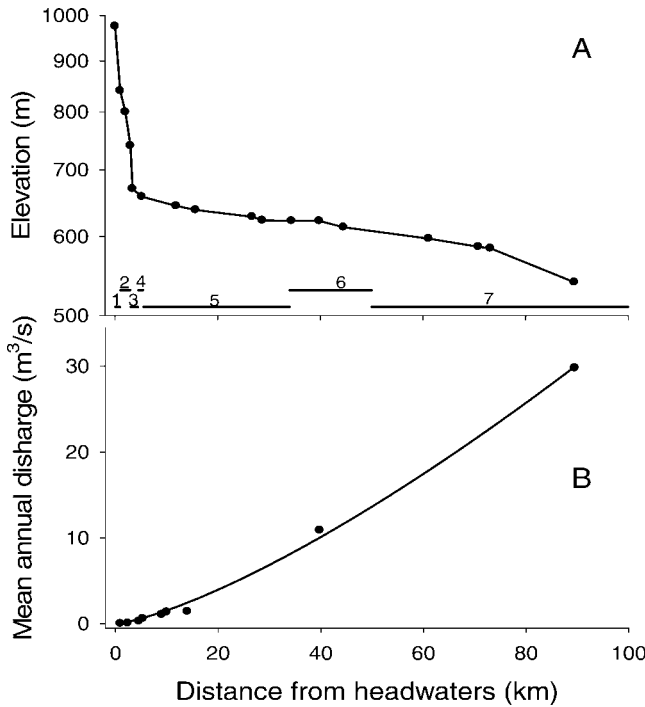 1000
A
900
800
700
600
500
Elevation (m)
2 4
6
1 3
5
7
30
20
10
0
B
Mean annual disharge (m³/s)
0 20 40 60 80 100
Distance from headwaters (km)